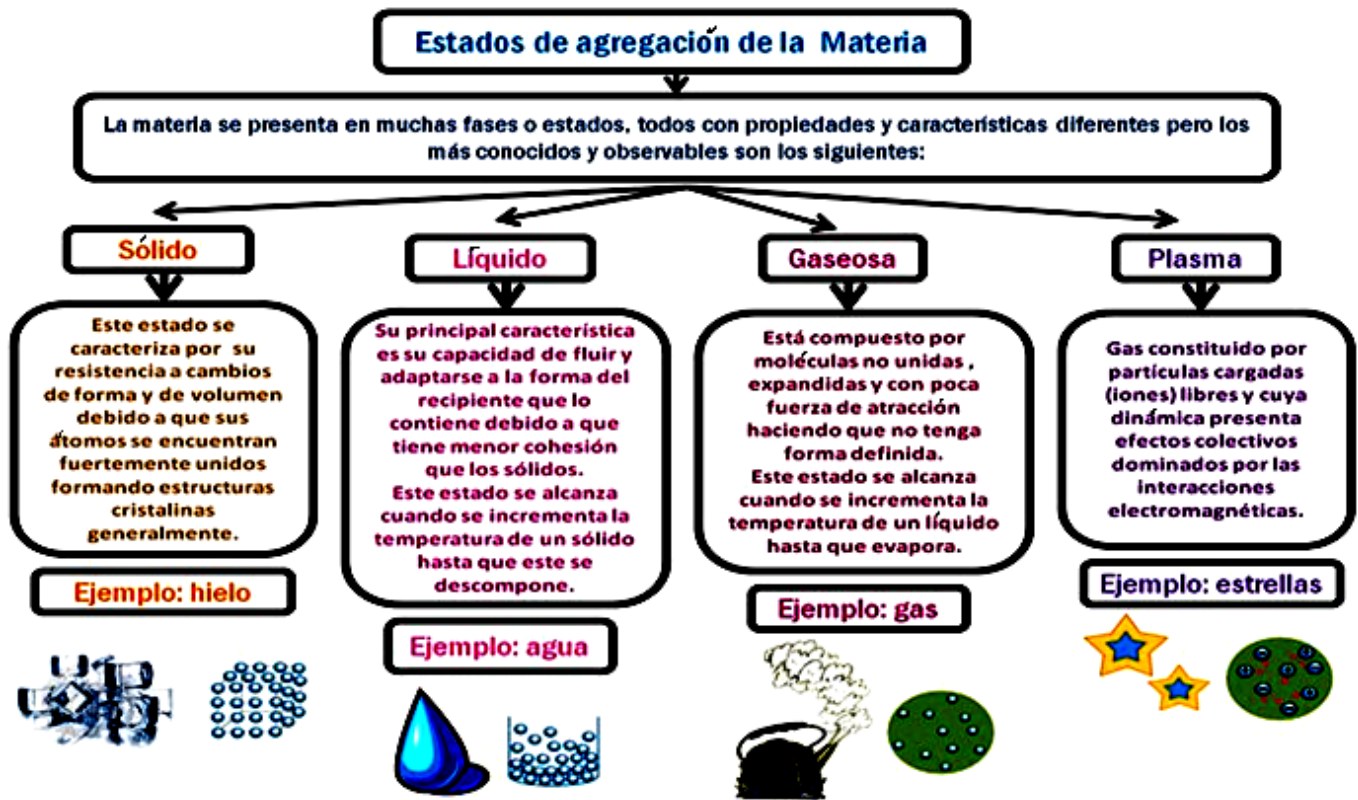 Estados de agregación de la Materia
La materia se presenta en muchas fases o estados, todos con propiedades y características diferentes pero los
más conocidos y observables son los siguientes:
Sólido
Este estado se
caracteriza por su
resistencia a cambios
de forma y de volumen
debido a que sus
átomos se encuentran
fuertemente unidos
formando estructuras
cristalinas
generalmente.
Ejemplo: hielo
Líquido
Su principal característica
es su capacidad de fluir y
adaptarse a la forma del
recipiente que lo
contiene debido a que
tiene menor cohesión
que los sólidos.
Este estado se alcanza
cuando se incrementa la
temperatura de un sólido
hasta que este se
descompone.
Ejemplo: agua
Gaseosa
Está compuesto por
moléculas no unidas ,
expandidas y con poca
fuerza de atracción
haciendo que no tenga
forma definida.
Este estado se alcanza
cuando se incrementa la
temperatura de un líquido
hasta que evapora.
Ejemplo: gas
Plasma
Gas constituido por
partículas cargadas
(iones) libres y cuya
dinámica presenta
efectos colectivos
dominados por las
interacciones
electromagnéticas.
Ejemplo: estrellas